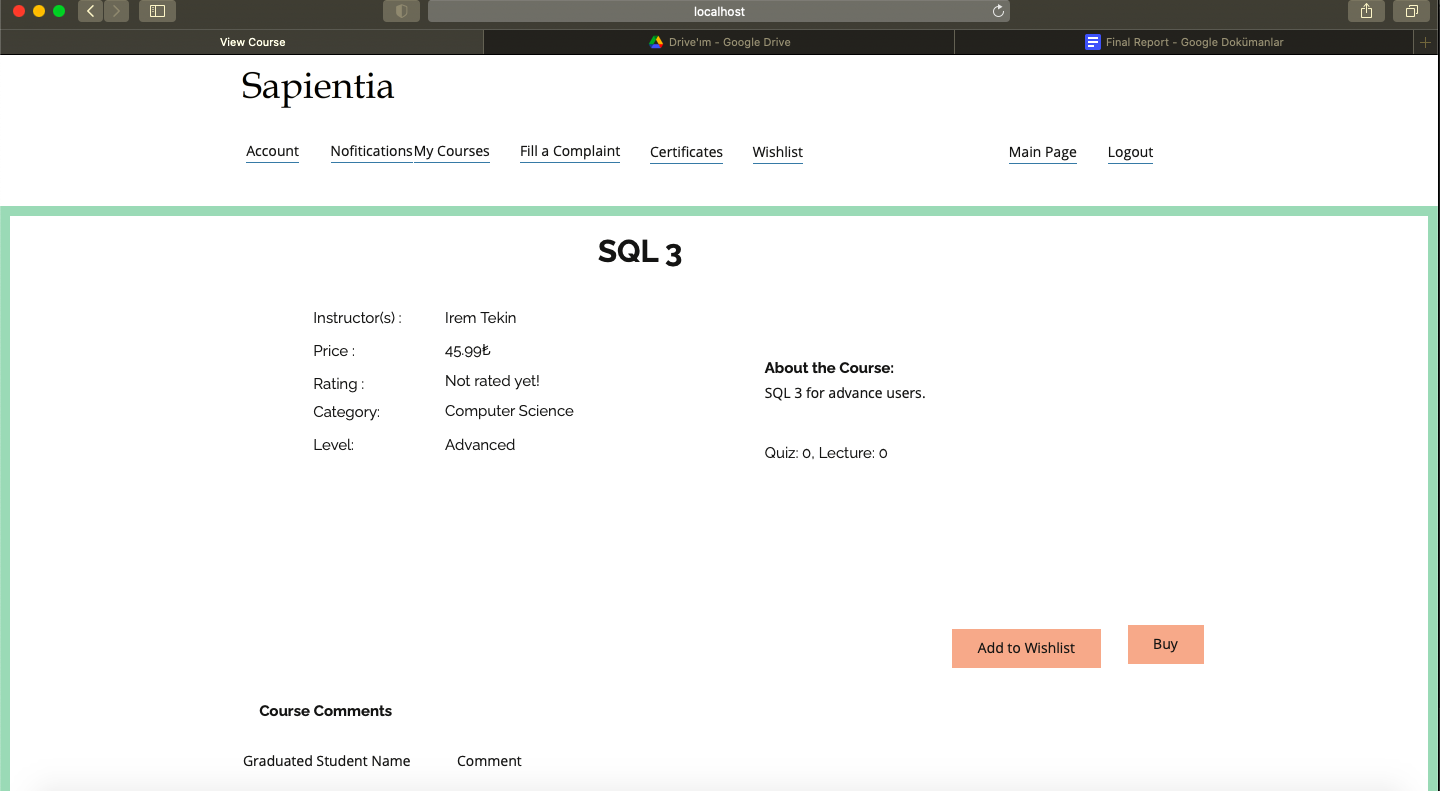 localhost
View Course
Drive'ım - Google Drive
Final Report - Google Dokümanlar
Sapientia
Account Nofitications My Courses Fill a Complaint Certificates Wishlist Main Page Logout
SQL 3
Instructor(s) : Irem Tekin
Price : 45.99₺
Rating : Not rated yet!
Category: Computer Science
Level: Advanced
About the Course:
SQL 3 for advance users.
Quiz: 0, Lecture: 0
Add to Wishlist
Buy
Course Comments
Graduated Student Name Comment